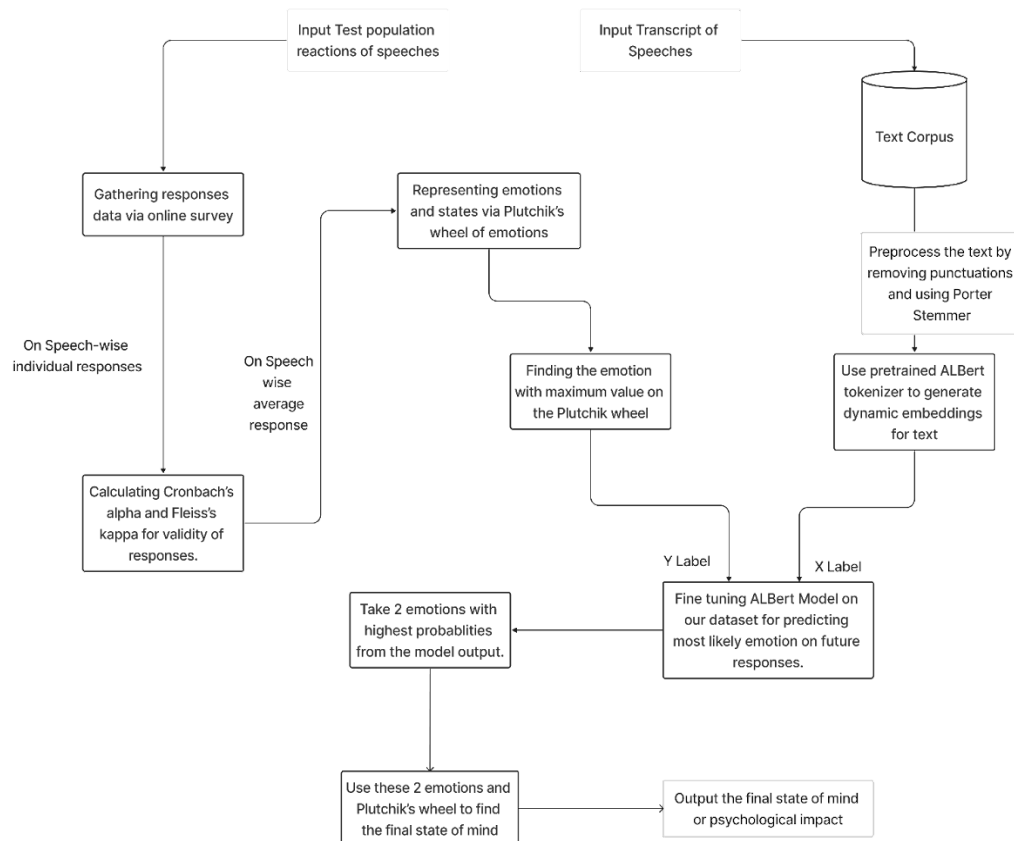 Input Test population
reactions of speeches
Input Transcript of
Speeches
Text Corpus
Gathering responses
data via online survey
Representing emotions
and states via Plutchik's
wheel of emotions
Preprocess the text by
removing punctuations
and using Porter
Stemmer
On Speech-wise
individual responses
On Speech
wise
average
response
Finding the emotion
with maximum value on
the Plutchik wheel
Use pretrained ALBert
tokenizer to generate
dynamic embeddings
for text
Calculating Cronbach's
alpha and Fleiss's
kappa for validity of
responses.
Y Label
X Label
Take 2 emotions with
highest probablities
from the model output.
Fine tuning ALBert Model on
our dataset for predicting
most likely emotion on future
responses.
Use these 2 emotions and
Plutchik's wheel to find
the final state of mind
Output the final state of mind
or psychological impact